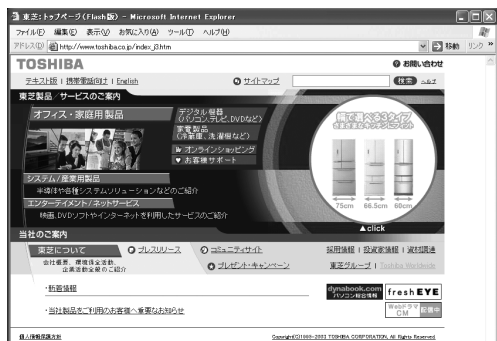 東芝:トップページ(Flash版) - Microsoft Internet Explorer
ファイル(F) 編集(E) 表示(V) お気に入り(A) ツール(T) ヘルプ(H)
アドレス(D) http://www.toshiba.co.jp/index_j3.htm 移動 リンク »
TOSHIBA お問い合わせ
テキスト版 | 携帯電話向け | English サイトマップ 検索 ヘルプ
東芝製品/サービスのご案内
オフィス・家庭用製品
デジタル機器
(パソコン、テレビ、DVDなど)
家電製品
(冷蔵庫、洗濯機など)
オンラインショッピング
お客様サポート
幅で選べる3タイプ
システム/産業用製品
半導体や各種システムソリューションなどのご紹介
エンターテイメント/ネットサービス
映画、DVDソフトやインターネットを利用したサービスのご紹介
75cm 66.5cm 60cm
▲click
当社のご案内
東芝について
会社概要、環境保全活動、
企業活動全般のご紹介
プレスリリース
コミュニティサイト
プレゼント・キャンペーン
採用情報 | 投資家情報 | 資材調達
東芝グループ | Toshiba Worldwide
・新着情報
・当社製品をご利用のお客様へ重要なお知らせ
dynabook.com
パソコン総合情報
fresh EYE
Webドラマ
CM 配信中
個人情報保護方針
Copyright(C)1995-2003 TOSHIBA CORPORATION, All Rights Reserved.